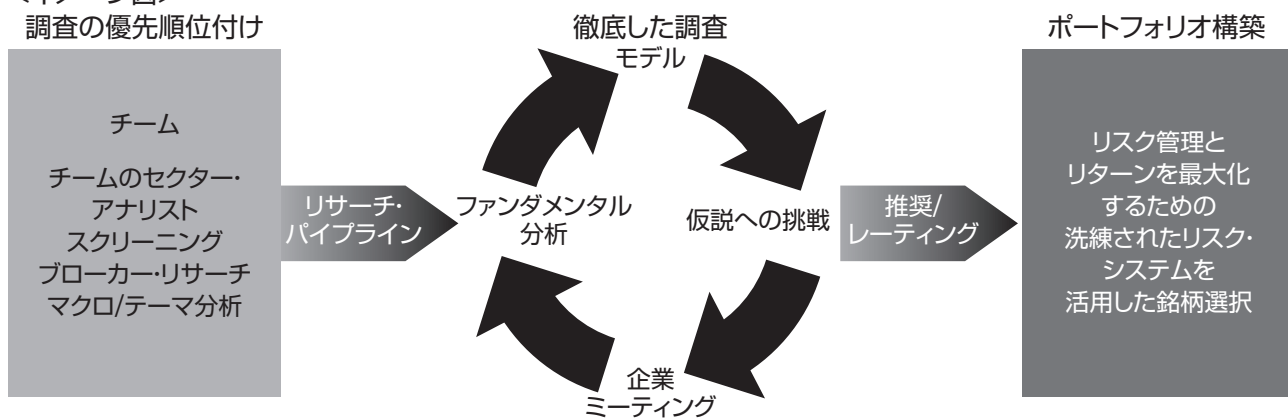 調査の優先順位付け
チーム
チームのセクター・
アナリスト
スクリーニング
ブローカー・リサーチ
マクロ/テーマ分析
リサーチ・
パイプライン
徹底した調査
モデル
ファンダメンタル
分析
仮説への挑戦
企業
ミーティング
推奨/
レーティング
ポートフォリオ構築
リスク管理と
リターンを最大化
するための
洗練されたリスク・
システムを
活用した銘柄選択